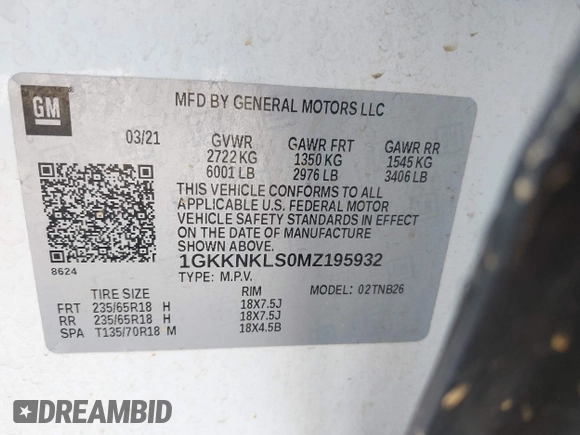 GM
MFD BY GENERAL MOTORS LLC
03/21 GVWR GAWR FRT GAWR RR
2722 KG 1350 KG 1545 KG
6001 LB 2976 LB 3406 LB
THIS VEHICLE CONFORMS TO ALL
APPLICABLE U.S. FEDERAL MOTOR
VEHICLE SAFETY STANDARDS IN EFFECT
ON THE DATE OF MANUFACTURE
SHOWN ABOVE.
8624
1GKKNKLS0MZ195932
TYPE: M.P.V.
TIRE SIZE RIM MODEL: 02TNB26
FRT 235/65R18 H 18X7.5J
RR 235/65R18 H 18X7.5J
SPA T135/70R18 M 18X4.5B
DREAMBID